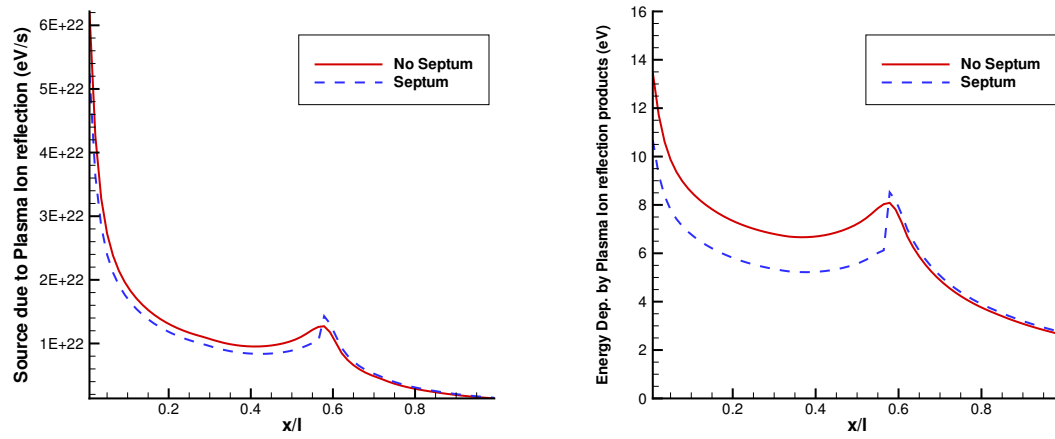 Source due to Plasma Ion reflection (eV/s)
6E+22
5E+22
4E+22
3E+22
2E+22
1E+22
No Septum
Septum
0.2 0.4 0.6 0.8
x/l
Energy Dep. by Plasma Ion reflection products (eV)
16
14
12
10
8
6
4
2
0
No Septum
Septum
0.2 0.4 0.6 0.8
x/l